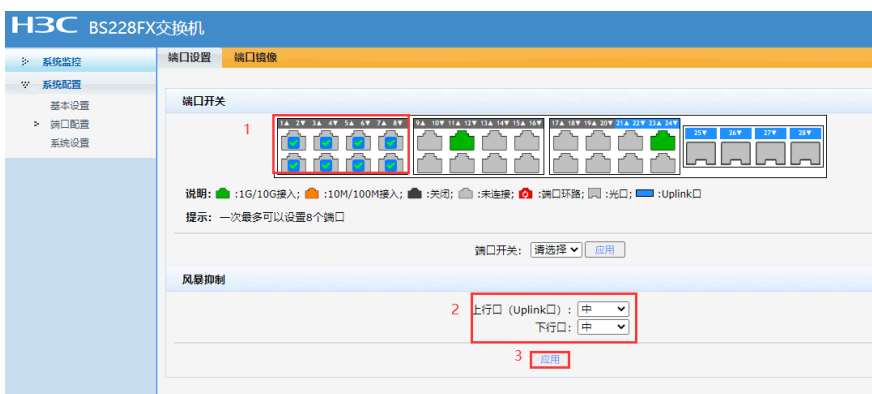 H3C BS228FX交换机
系统监控
系统配置
基本设置
端口配置
系统设置
端口设置 端口镜像
端口开关
1
1▲ 2▼ 3▲ 4▼ 5▲ 6▼ 7▲ 8▼ 9▲ 10▼ 11▲ 12▼ 13▲ 14▼ 15▲ 16▼ 17▲ 18▼ 19▲ 20▼ 21▲ 22▼ 23▲ 24▼ 25▼ 26▼ 27▼ 28▼
说明: :1G/10G接入; :10M/100M接入; :关闭; :未连接; :端口环路; :光口; :Uplink口
提示: 一次最多可以设置8个端口
端口开关: 请选择 应用
风暴抑制
2 上行口（Uplink口）: 中
下行口: 中
3 应用